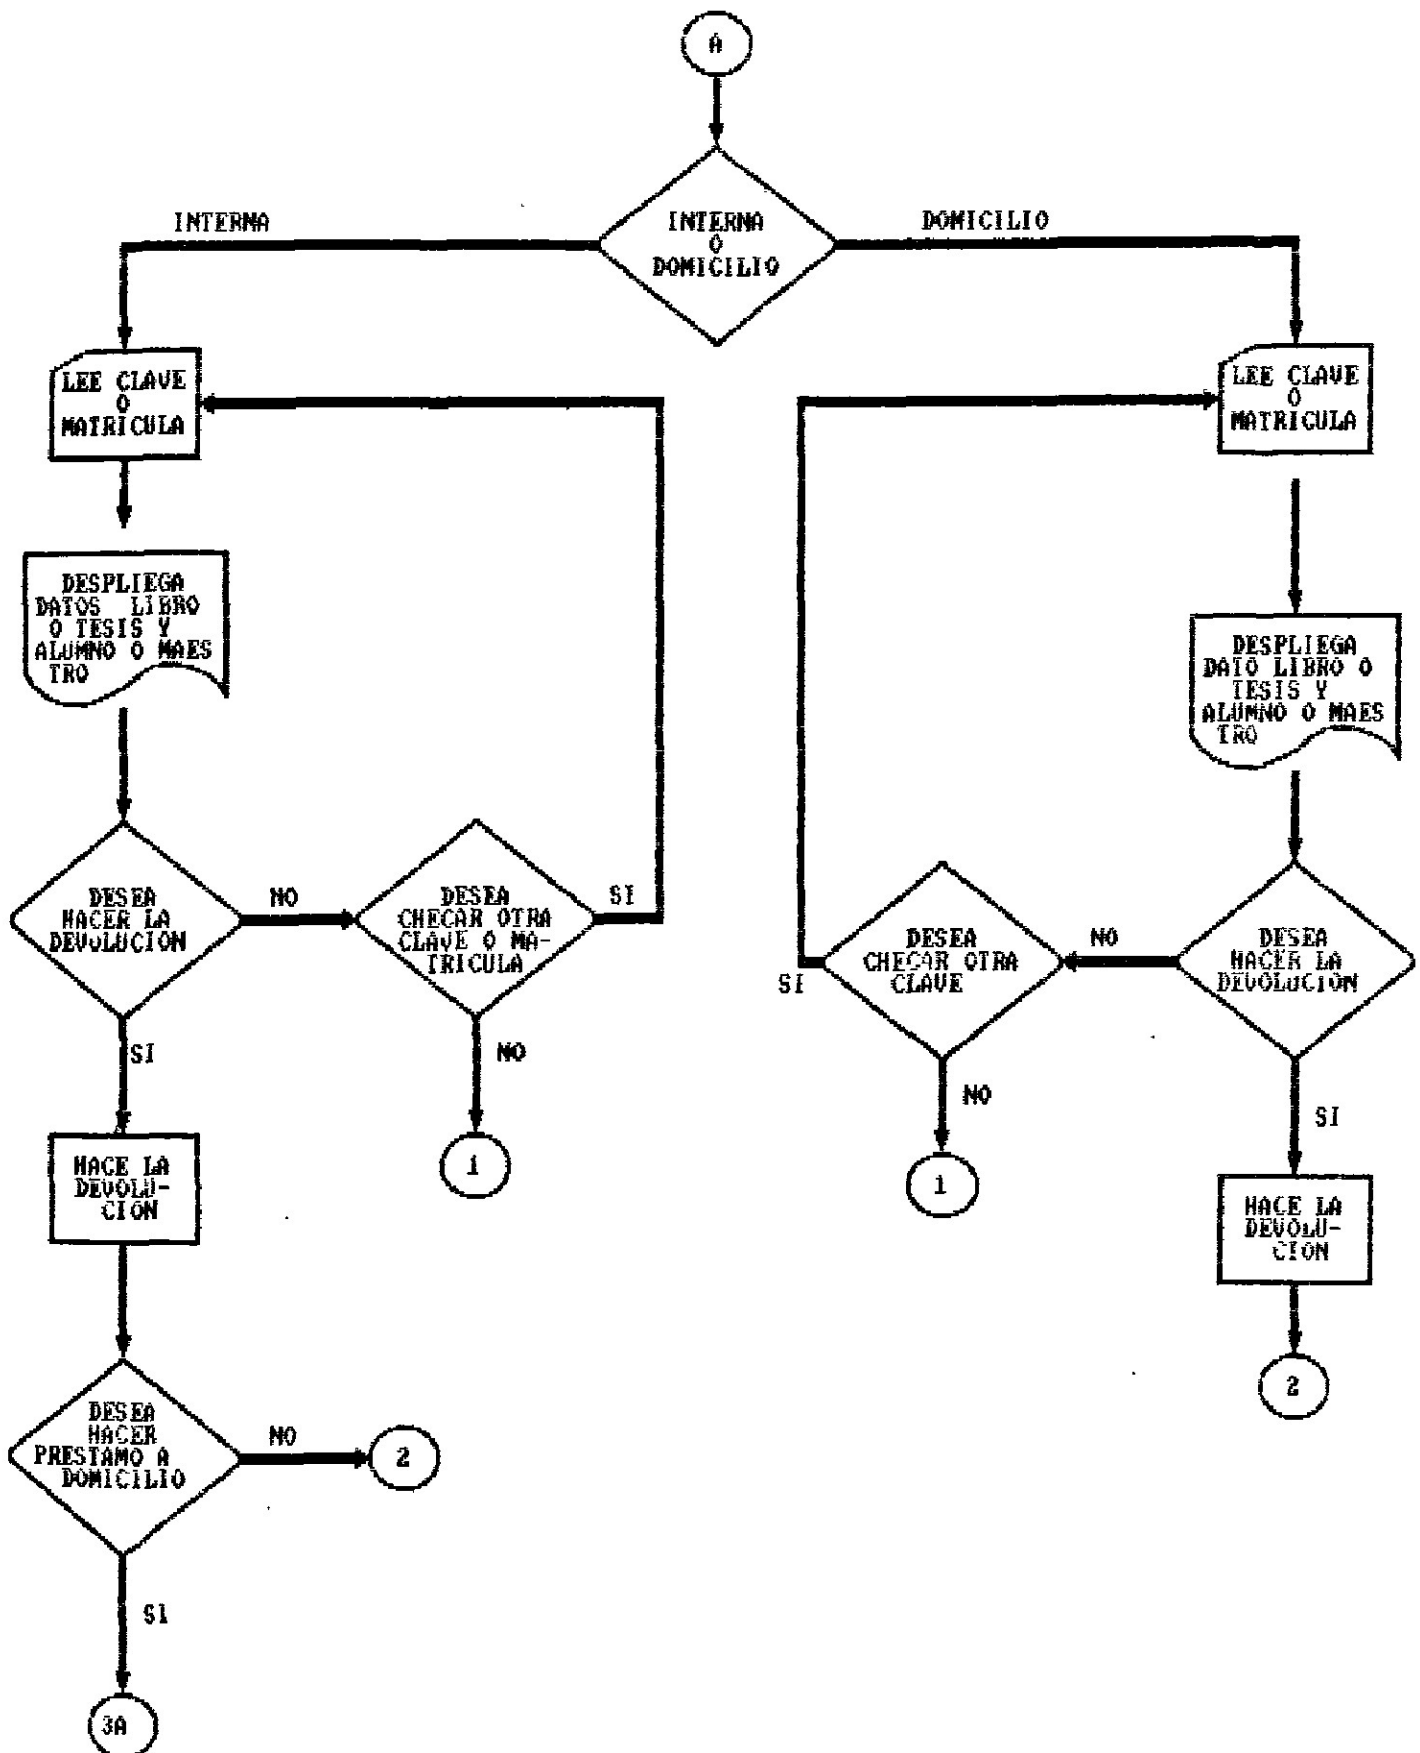 A
INTERNA
INTERNA
O
DOMICILIO
DOMICILIO
LEE CLAVE
O
MATRICULA
LEE CLAVE
O
MATRICULA
DESPLIEGA
DATOS LIBRO
O TESIS Y
ALUMNO O MAES
TRO
DESPLIEGA
DATO LIBRO O
TESIS Y
ALUMNO O MAES
TRO
DESEA
HACER LA
DEVOLUCION
NO
DESEA
CHECAR OTRA
CLAVE O MA-
TRICULA
SI
SI
DESEA
CHECAR OTRA
CLAVE
NO
DESEA
HACER LA
DEVOLUCION
SI
NO
NO
SI
HACE LA
DEVOLU-
CION
1
1
HACE LA
DEVOLU-
CION
2
DESEA
HACER
PRESTAMO A
DOMICILIO
NO
2
SI
3A